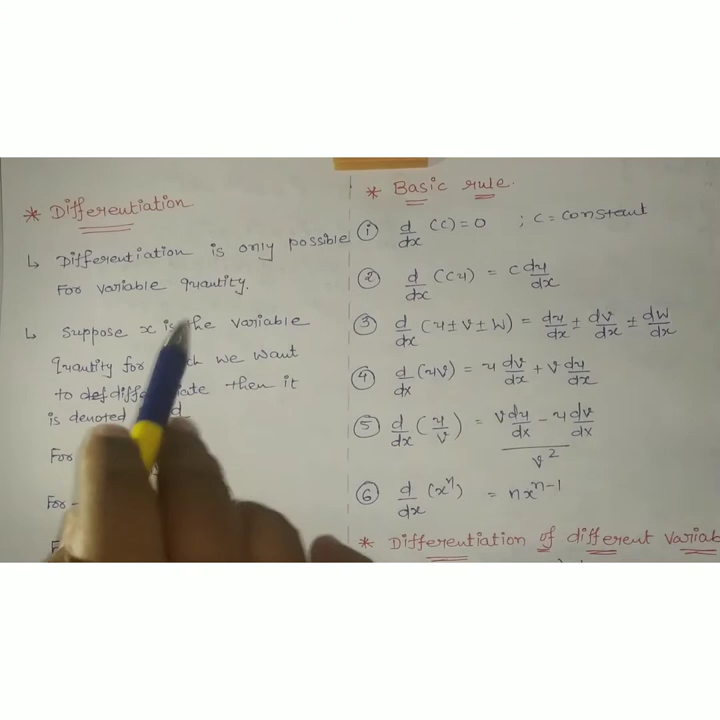 * Differentiation
↳ Differentiation is only possible
For variable quantity.
↳ Suppose x is the variable
quantity for we want
to def differentiate then it
is denoted
For
For
* Basic rule.
① d/dx (c) = 0 ; c = constant
② d/dx (cu) = c du/dx
③ d/dx (u ± v ± w) = du/dx ± dv/dx ± dw/dx
④ d/dx (uv) = u dv/dx + v du/dx
⑤ d/dx (u/v) = (v du/dx - u dv/dx) / v²
⑥ d/dx (xⁿ) = nxⁿ⁻¹
* Differentiation of different variab